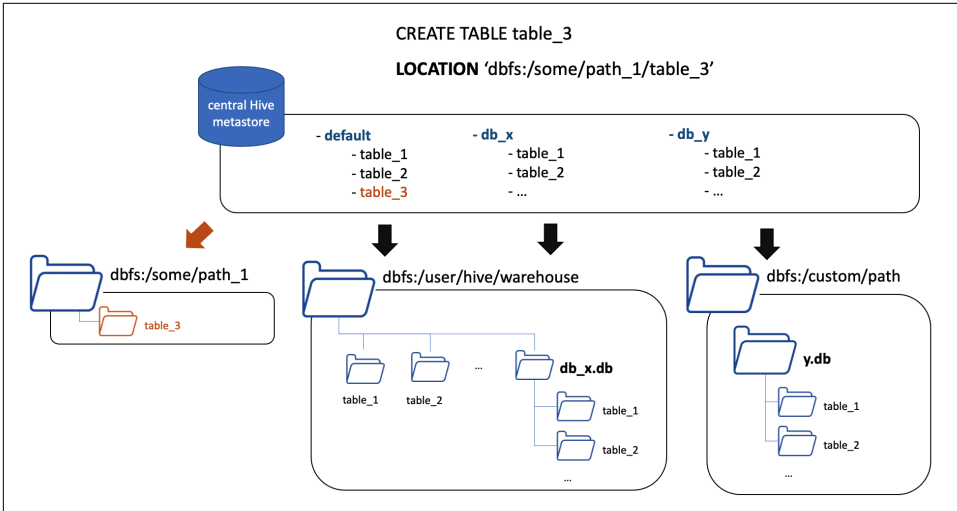 CREATE TABLE table_3
LOCATION ‘dbfs:/some/path_1/table_3’
central Hive
metastore
- default
- table_1
- table_2
- table_3
- db_x
- table_1
- table_2
- ...
- db_y
- table_1
- table_2
- ...
dbfs:/some/path_1
table_3
dbfs:/user/hive/warehouse
table_1
table_2
...
db_x.db
table_1
table_2
...
dbfs:/custom/path
y.db
table_1
table_2
...